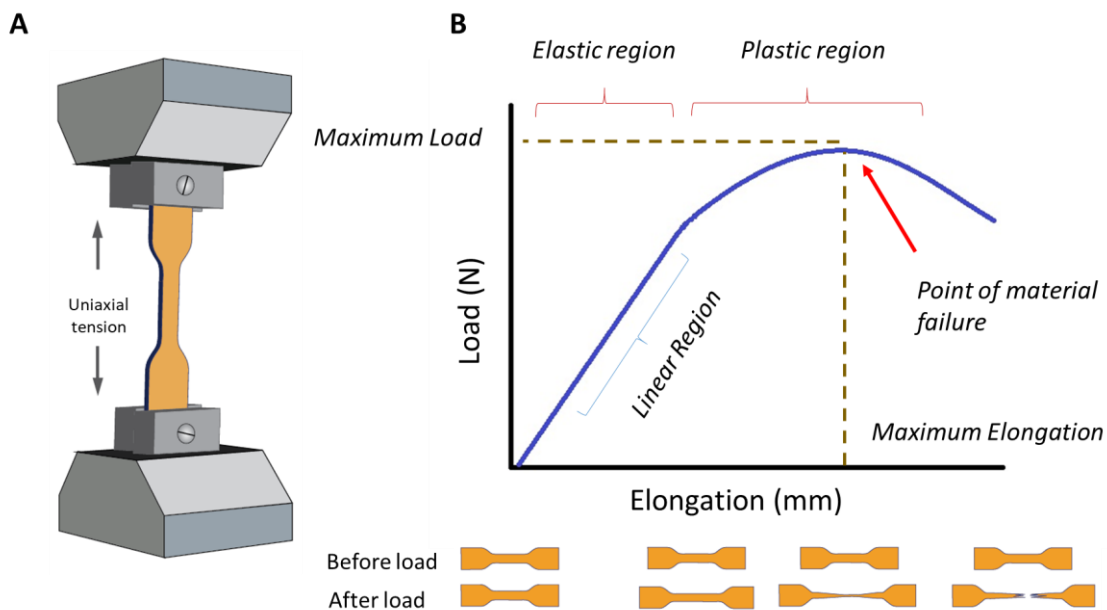 A
Uniaxial
tension
B
Elastic region
Plastic region
Maximum Load
Load (N)
Linear Region
Point of material
failure
Maximum Elongation
Elongation (mm)
Before load
After load